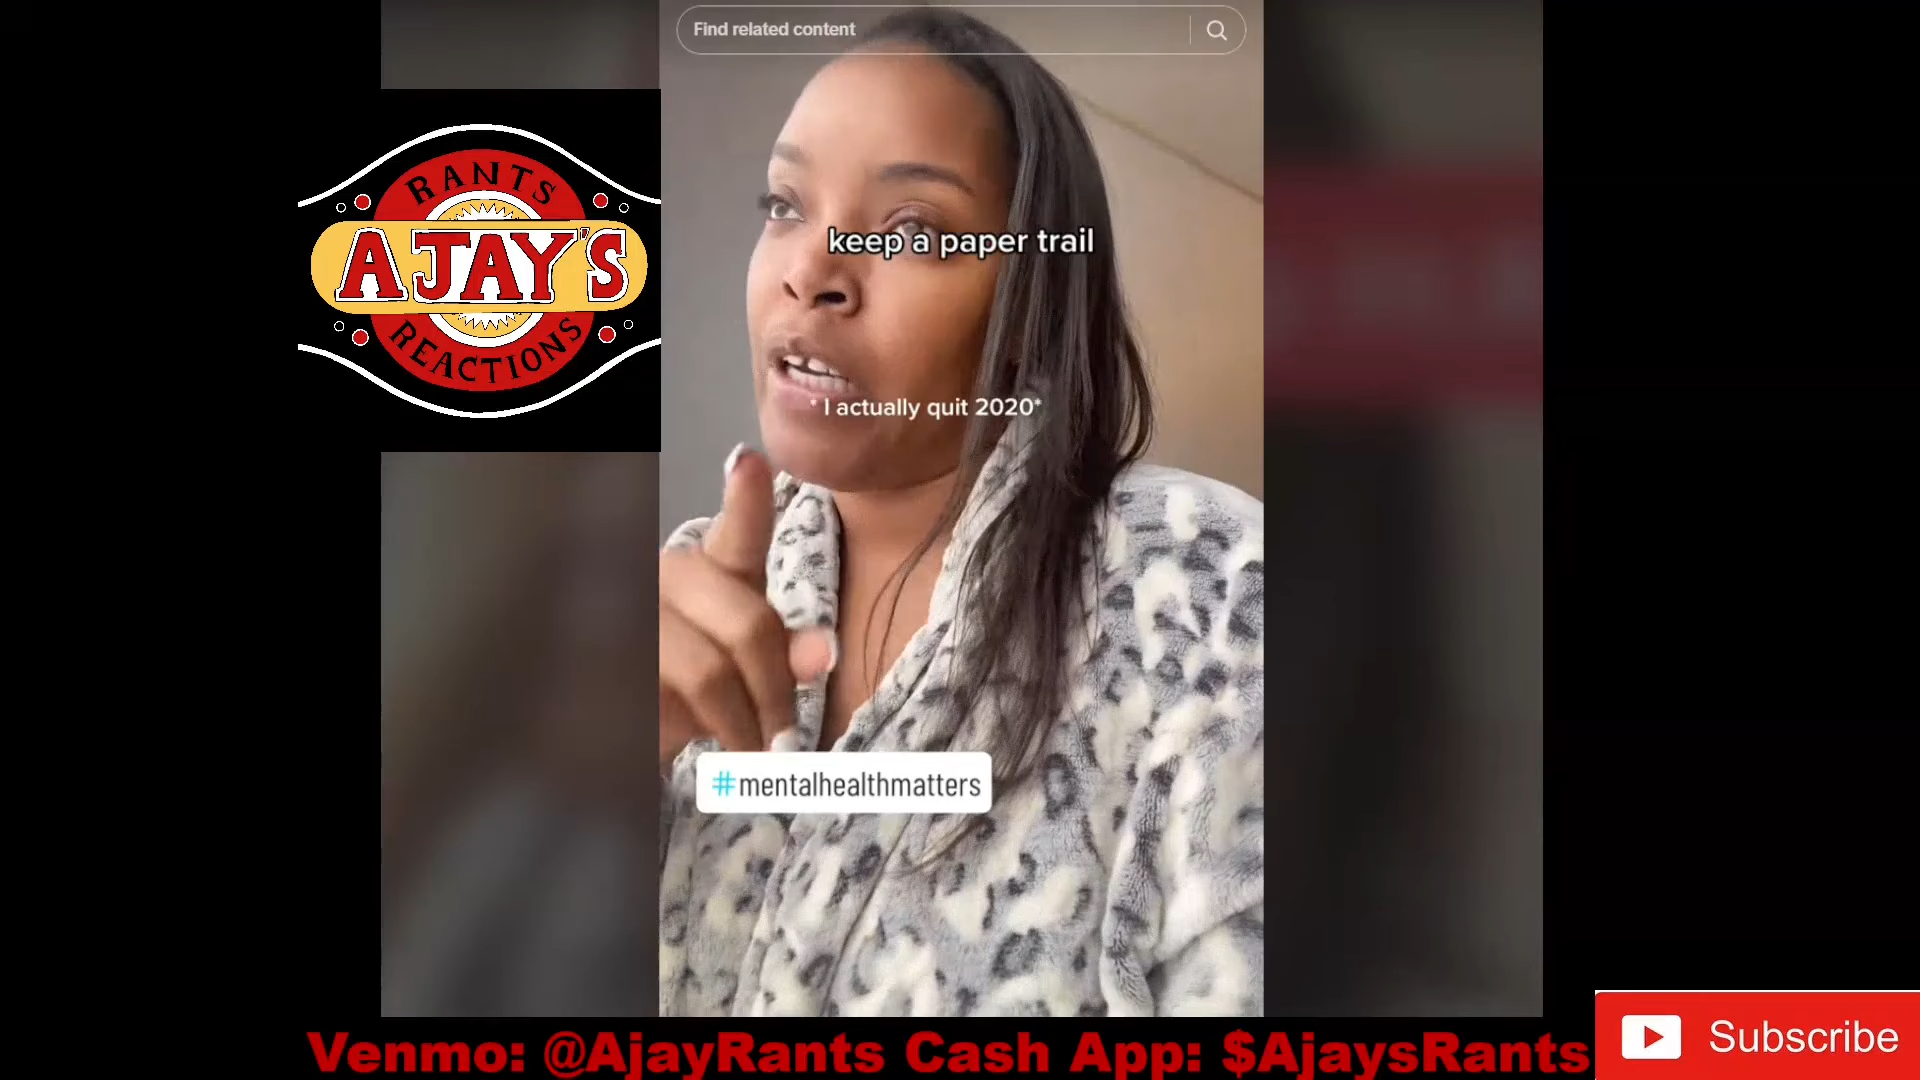 Find related content
RANTS
AJAY'S
REACTIONS
keep a paper trail
* I actually quit 2020*
#mentalhealthmatters
Venmo: @AjayRants Cash App: $AjaysRants
Subscribe